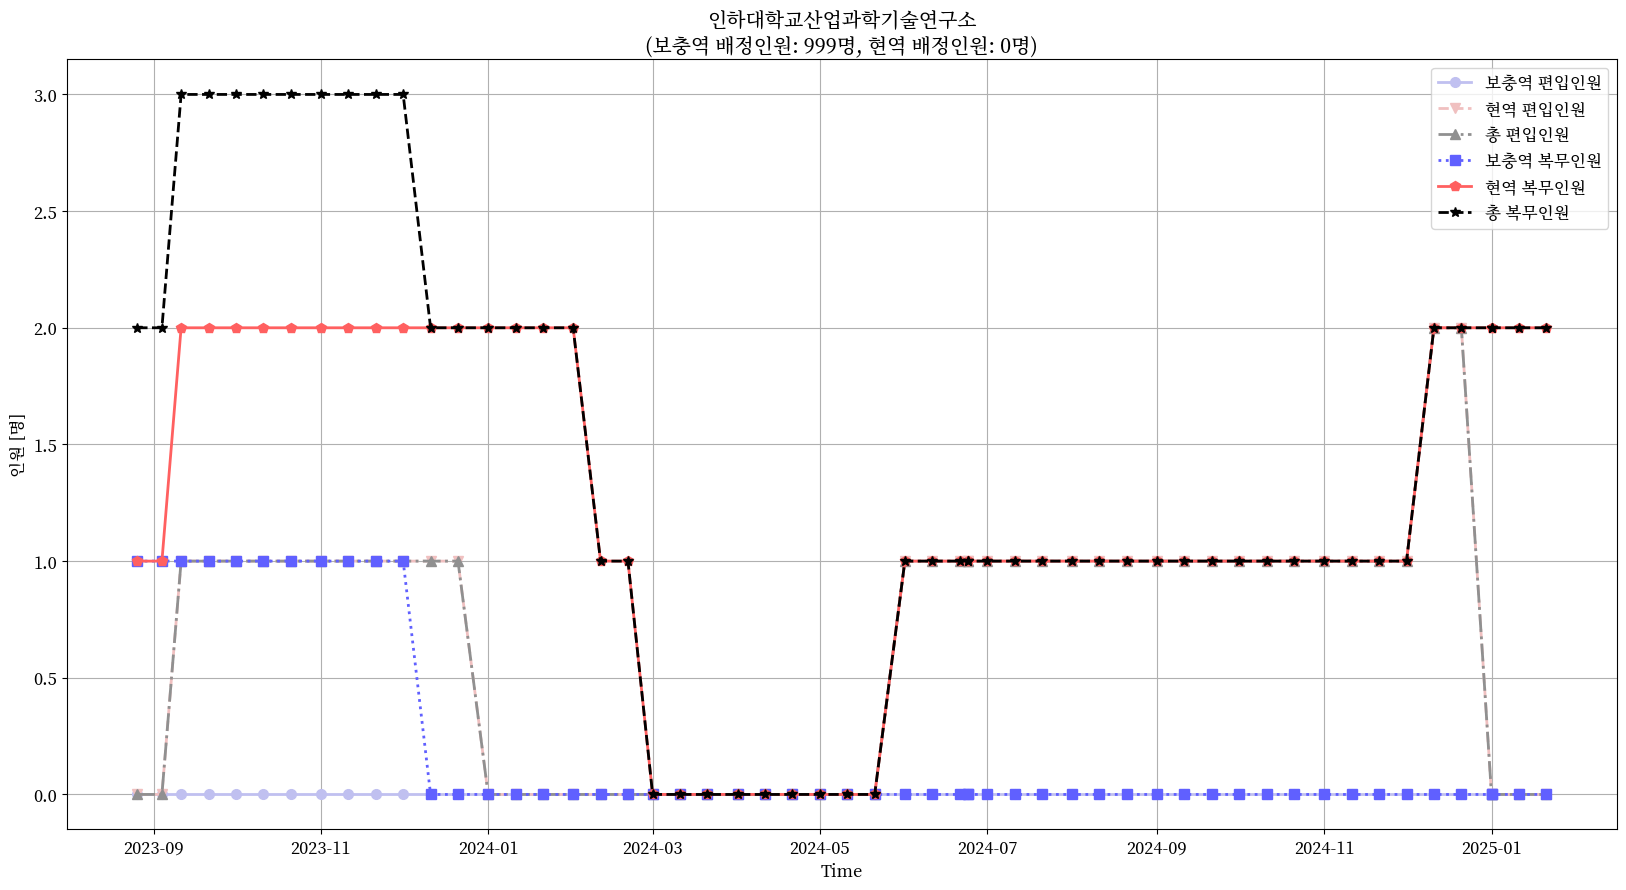 인하대학교산업과학기술연구소
(보충역 배정인원: 999명, 현역 배정인원: 0명)
보충역 편입인원
현역 편입인원
총 편입인원
보충역 복무인원
현역 복무인원
총 복무인원
3.0
2.5
2.0
1.5
1.0
0.5
0.0
인원 [명]
2023-09
2023-11
2024-01
2024-03
2024-05
2024-07
2024-09
2024-11
2025-01
Time